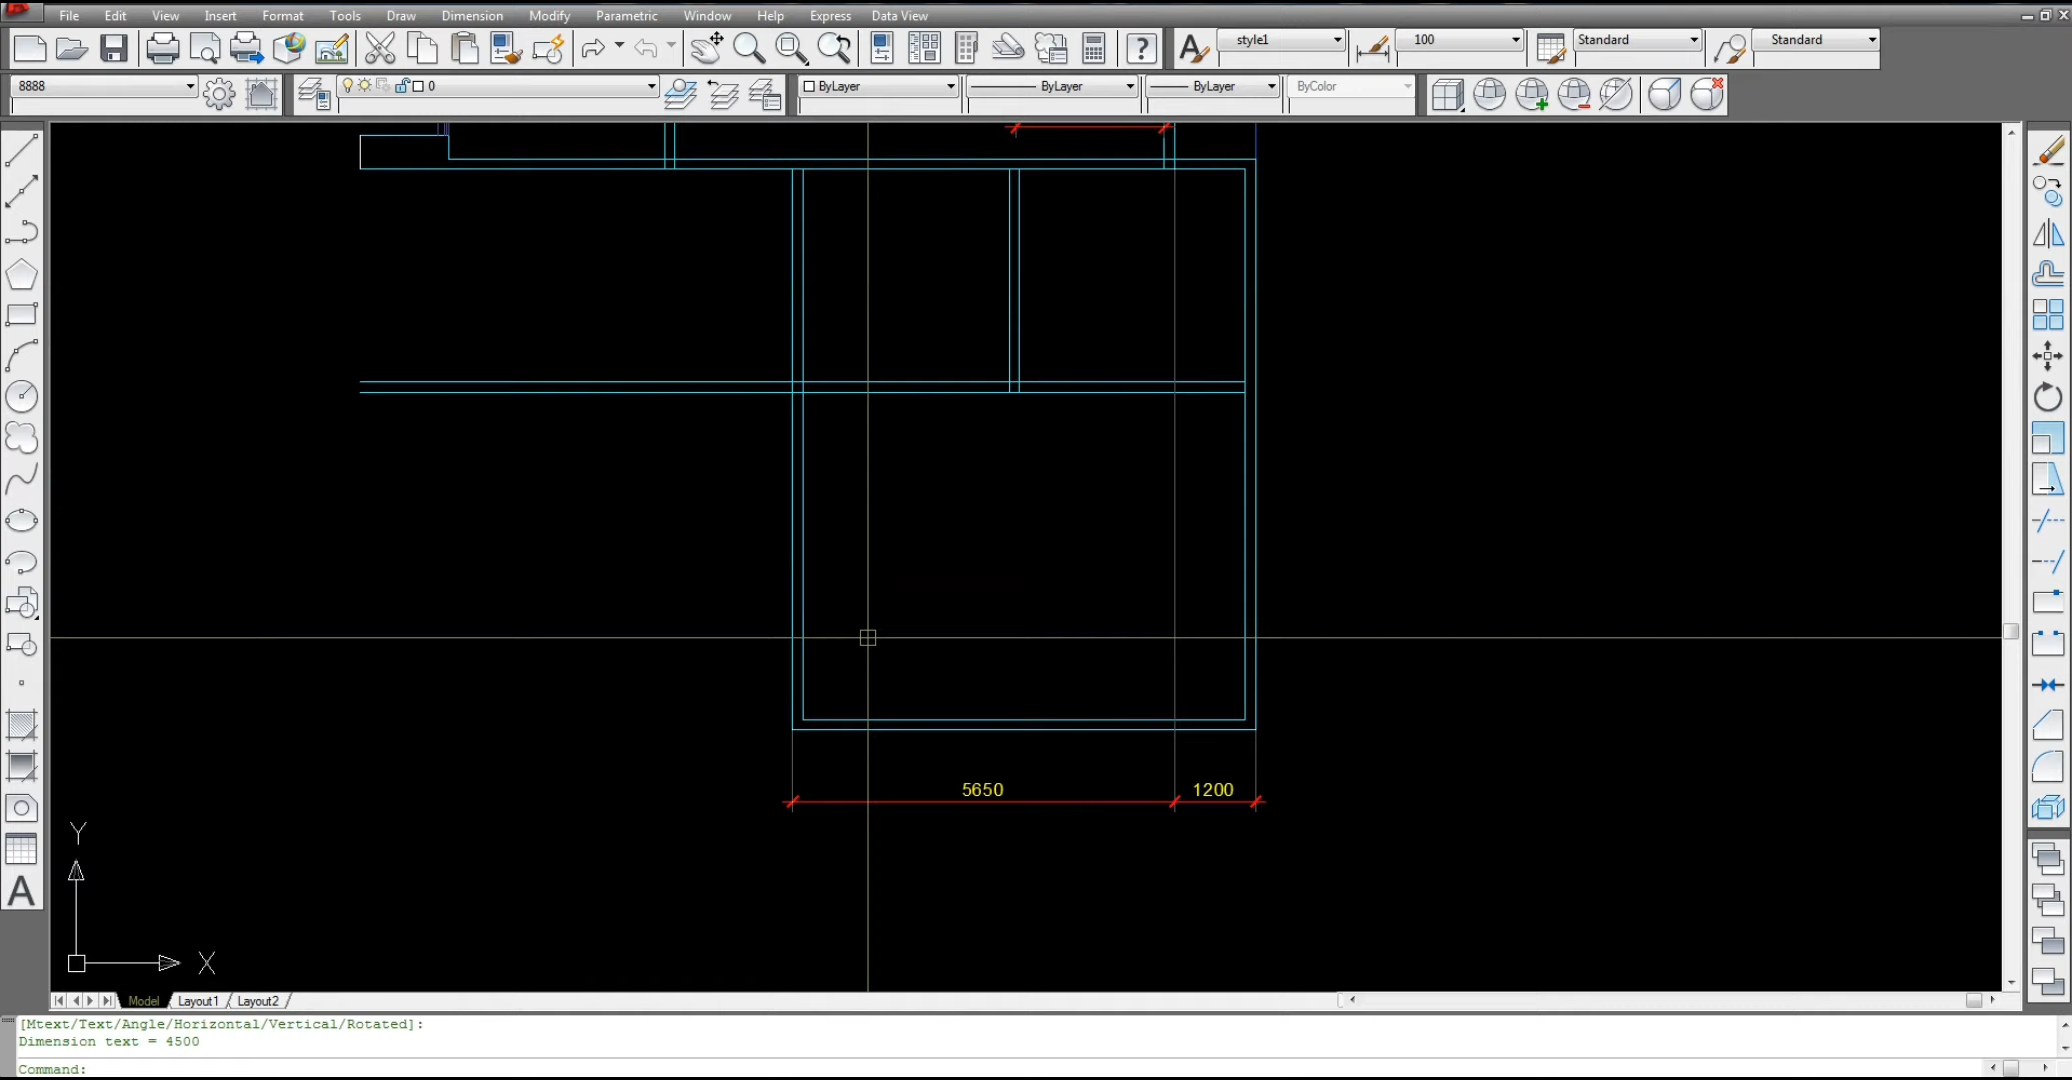 File Edit View Insert Format Tools Draw Dimension Modify Parametric Window Help Express Data View
style1 100 Standard Standard
8888 0 ByLayer ByLayer ByLayer ByColor
5650 1200
Y
X
Model Layout1 Layout2
[Mtext/Text/Angle/Horizontal/Vertical/Rotated]:
Dimension text = 4500
Command: